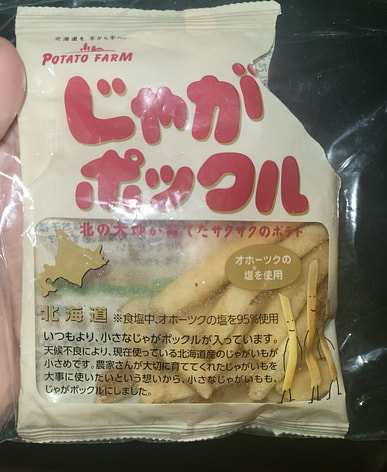 北海道を、手から手へ。
POTATO FARM
じゃが
ポックル
北の大地が育てたサクサクのポテト
オホーツクの
塩を使用
北海道 ※食塩中、オホーツクの塩を95%使用
いつもより、小さなじゃがポックルが入っています。
天候不良により、現在使っている北海道産のじゃがいもが
小さめです。農家さんが大切に育ててくれたじゃがいもを
大事に使いたいという想いから、小さなじゃがいもも、
じゃがポックルにしました。